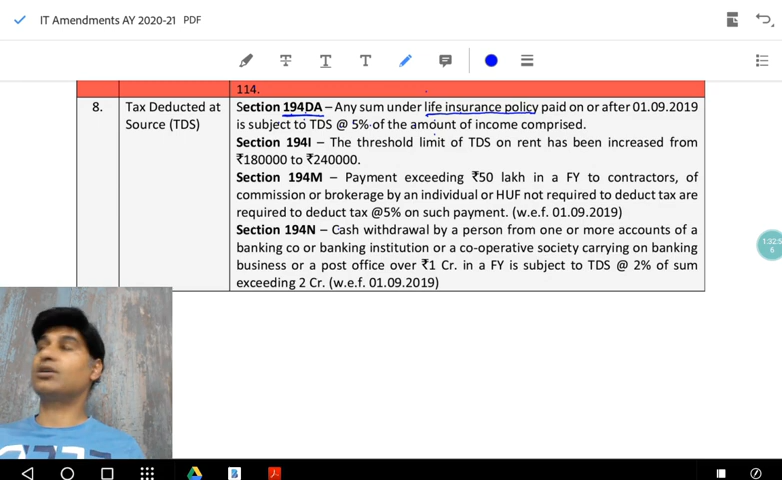 IT Amendments AY 2020-21 PDF
114.
8. Tax Deducted at Source (TDS)
Section 194DA – Any sum under life insurance policy paid on or after 01.09.2019
is subject to TDS @ 5% of the amount of income comprised.
Section 194I – The threshold limit of TDS on rent has been increased from
₹180000 to ₹240000.
Section 194M – Payment exceeding ₹50 lakh in a FY to contractors, of
commission or brokerage by an individual or HUF not required to deduct tax are
required to deduct tax @5% on such payment. (w.e.f. 01.09.2019)
Section 194N – Cash withdrawal by a person from one or more accounts of a
banking co or banking institution or a co-operative society carrying on banking
business or a post office over ₹1 Cr. in a FY is subject to TDS @ 2% of sum
exceeding 2 Cr. (w.e.f. 01.09.2019)
1:32:5
6